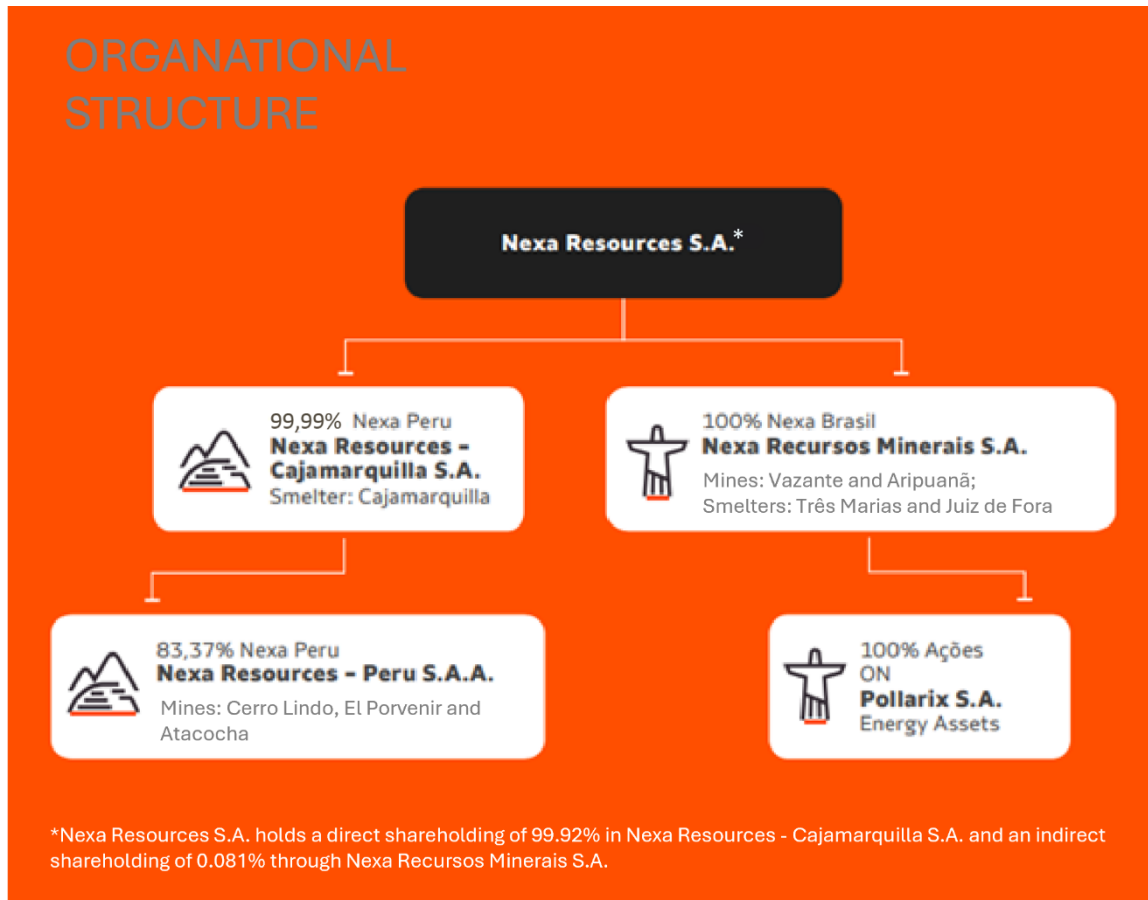 ORGANATIONAL
STRUCTURE
Nexa Resources S.A.*
99,99% Nexa Peru
Nexa Resources –
Cajamarquilla S.A.
Smelter: Cajamarquilla
100% Nexa Brasil
Nexa Recursos Minerais S.A.
Mines: Vazante and Aripuanã;
Smelters: Três Marias and Juiz de Fora
83,37% Nexa Peru
Nexa Resources – Peru S.A.A.
Mines: Cerro Lindo, El Porvenir and
Atacocha
100% Ações
ON
Pollarix S.A.
Energy Assets
*Nexa Resources S.A. holds a direct shareholding of 99.92% in Nexa Resources - Cajamarquilla S.A. and an indirect
shareholding of 0.081% through Nexa Recursos Minerais S.A.